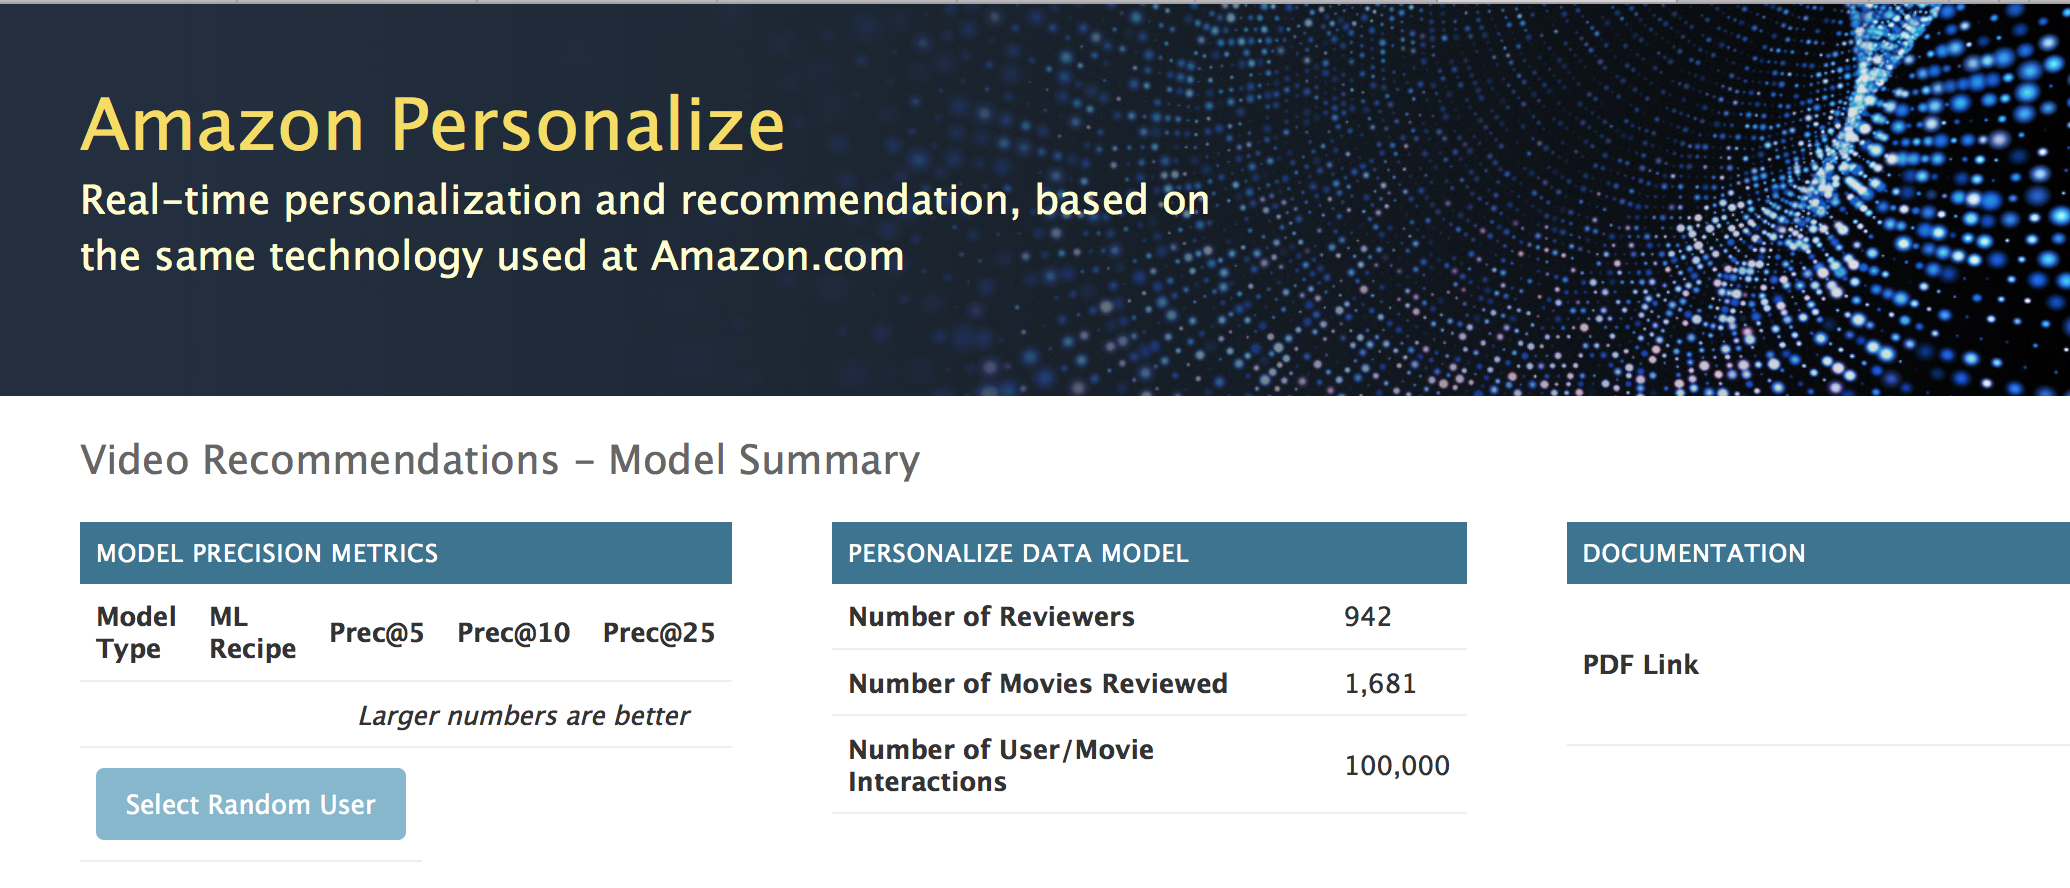 Amazon Personalize
Real-time personalization and recommendation, based on
the same technology used at Amazon.com
Video Recommendations - Model Summary
MODEL PRECISION METRICS
Model Type ML Recipe Prec@5 Prec@10 Prec@25
Larger numbers are better
Select Random User
PERSONALIZE DATA MODEL
Number of Reviewers 942
Number of Movies Reviewed 1,681
Number of User/Movie
Interactions 100,000
DOCUMENTATION
PDF Link